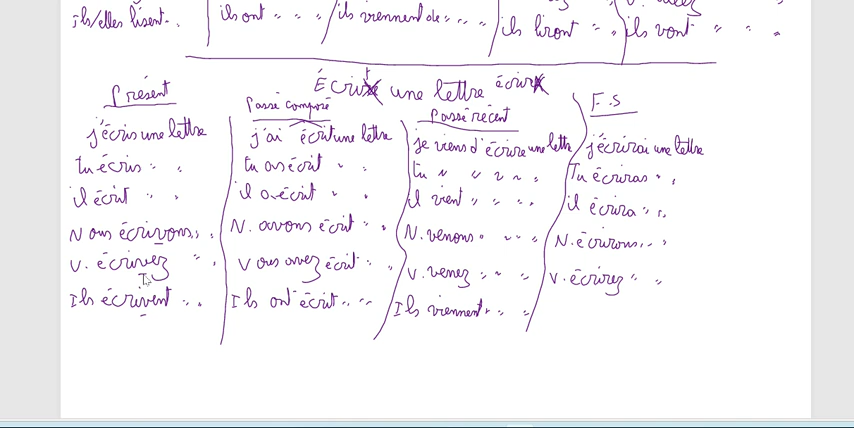 ils/elles lisent..
ils ont " " "
ils viennent de " " "
ils liront " "
ils vont " " "
Écrire une lettre écrire
Présent
j'écris une lettre
tu écris " "
il écrit " "
Nous écrivons " "
V. écrivez " "
Ils écrivent " "
Passé composé
j'ai écrit une lettre
tu as écrit " "
il a écrit " "
N. avons écrit " "
Vous avez écrit " "
Ils ont écrit " "
Passé récent
je viens d'écrire une lettre
tu " " " "
il vient " " "
N. venons " " "
V. venez " " "
Ils viennent " " "
F.S
j'écrirai une lettre
Tu écriras " "
il écrira " "
N. écrirons " "
V. écrirez " "